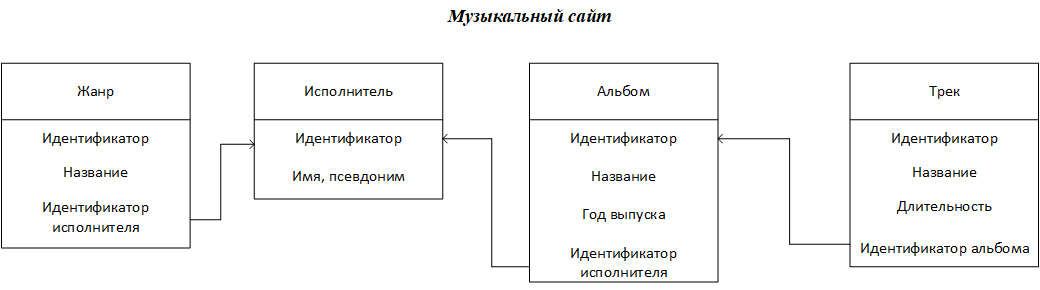 Музыкальный сайт
Жанр
Идентификатор
Название
Идентификатор
исполнителя
Исполнитель
Идентификатор
Имя, псевдоним
Альбом
Идентификатор
Название
Год выпуска
Идентификатор
исполнителя
Трек
Идентификатор
Название
Длительность
Идентификатор альбома